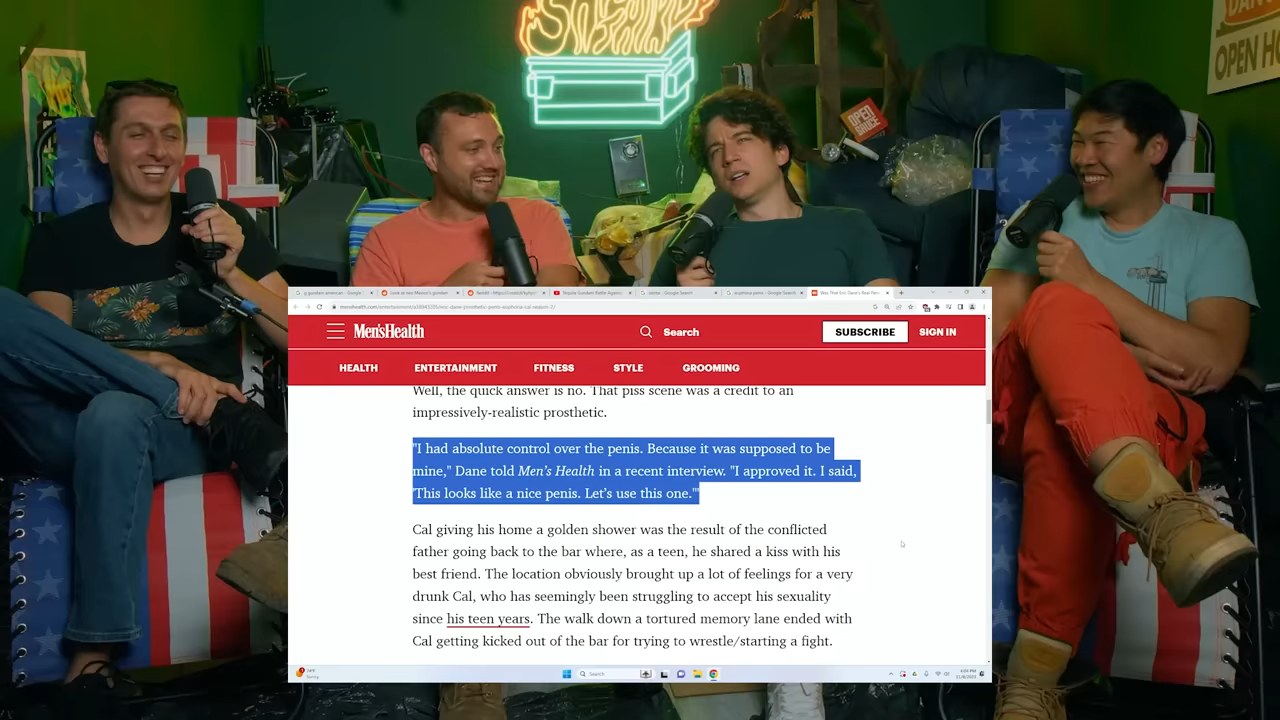 OPEN HO
OPEN SAUCE
Men'sHealth
Search
SUBSCRIBE
SIGN IN
HEALTH
ENTERTAINMENT
FITNESS
STYLE
GROOMING
Well, the quick answer is no. That piss scene was a credit to an
impressively-realistic prosthetic.
"I had absolute control over the penis. Because it was supposed to be
mine," Dane told Men's Health in a recent interview. "I approved it. I said,
'This looks like a nice penis. Let's use this one.'"
Cal giving his home a golden shower was the result of the conflicted
father going back to the bar where, as a teen, he shared a kiss with his
best friend. The location obviously brought up a lot of feelings for a very
drunk Cal, who has seemingly been struggling to accept his sexuality
since his teen years. The walk down a tortured memory lane ended with
Cal getting kicked out of the bar for trying to wrestle/starting a fight.
Search